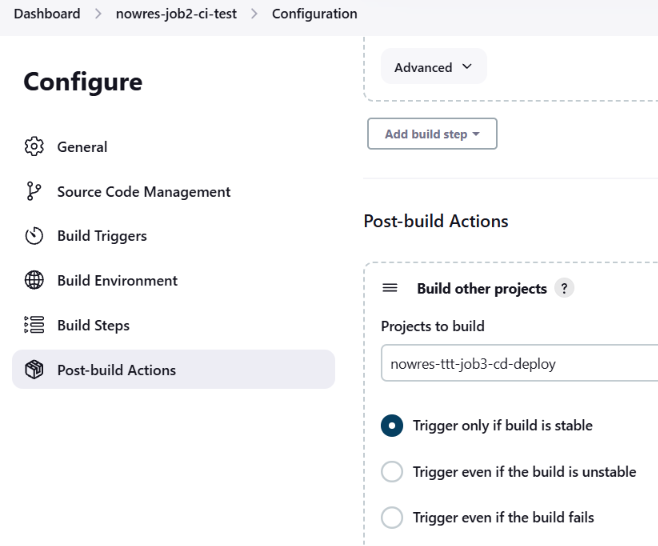 Dashboard > nowres-job2-ci-test > Configuration
Configure
General
Source Code Management
Build Triggers
Build Environment
Build Steps
Post-build Actions
Advanced
Add build step
Post-build Actions
Build other projects ?
Projects to build
nowres-ttt-job3-cd-deploy
Trigger only if build is stable
Trigger even if the build is unstable
Trigger even if the build fails